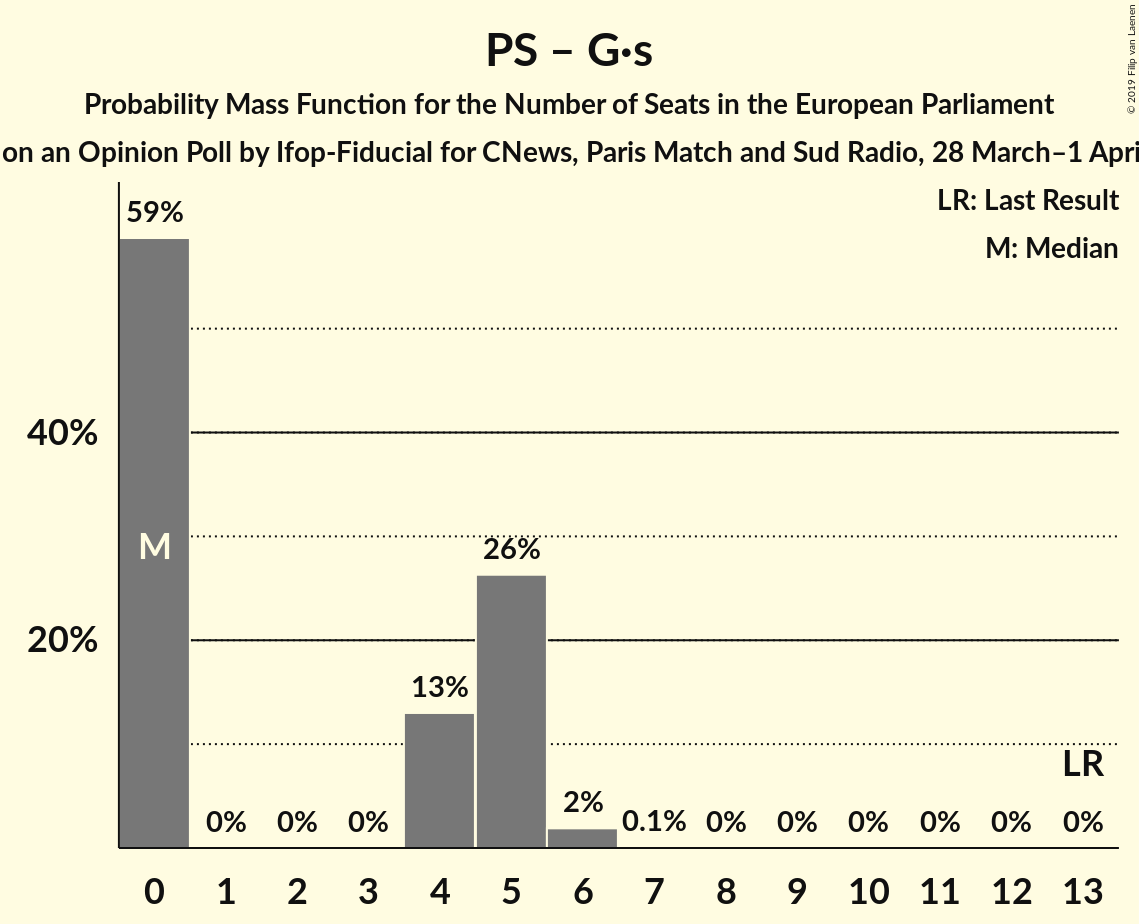 PS – G·s
Probability Mass Function for the Number of Seats in the European Parliament
on an Opinion Poll by Ifop-Fiducial for CNews, Paris Match and Sud Radio, 28 March–1 Apri
© 2019 Filip van Laenen
LR: Last Result
M: Median
59%
40%
M
26%
20%
13%
LR
0% 0% 0% 2% 0.1% 0% 0% 0% 0% 0% 0%
0 1 2 3 4 5 6 7 8 9 10 11 12 13